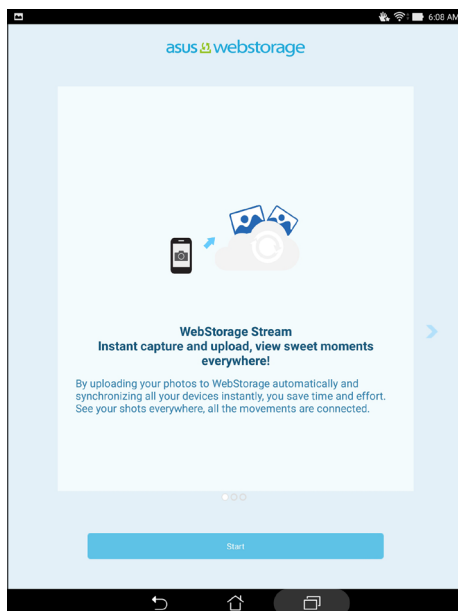 6:08 AM
asus webstorage
WebStorage Stream
Instant capture and upload, view sweet moments
everywhere!
By uploading your photos to WebStorage automatically and
synchronizing all your devices instantly, you save time and effort.
See your shots everywhere, all the movements are connected.
Start